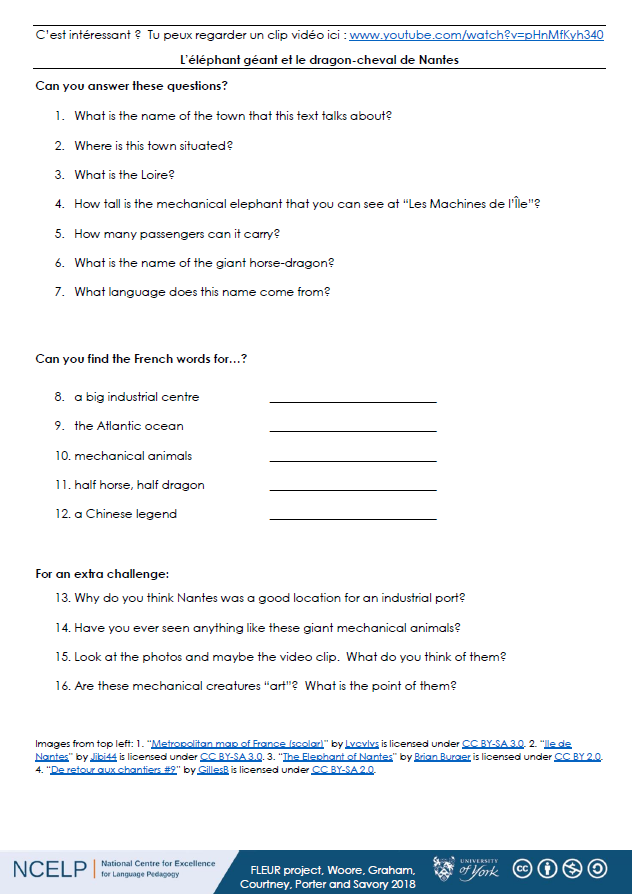 C’est intéressant ?  Tu peux regarder un clip vidéo ici : www.youtube.com/watch?v=pHnMfKyh340
L’éléphant géant et le dragon-cheval de Nantes
Can you answer these questions?
1. What is the name of the town that this text talks about?
2. Where is this town situated?
3. What is the Loire?
4. How tall is the mechanical elephant that you can see at “Les Machines de l’Île”?
5. How many passengers can it carry?
6. What is the name of the giant horse-dragon?
7. What language does this name come from?
Can you find the French words for…?
8. a big industrial centre
9. the Atlantic ocean
10. mechanical animals
11. half horse, half dragon
12. a Chinese legend
For an extra challenge:
13. Why do you think Nantes was a good location for an industrial port?
14. Have you ever seen anything like these giant mechanical animals?
15. Look at the photos and maybe the video clip.  What do you think of them?
16. Are these mechanical creatures “art”?  What is the point of them?
Images from top left: 1. “Metropolitan map of France (scolar)” by Lvcvlvs is licensed under CC BY-SA 3.0. 2. “Ile de
Nantes” by Jibi44 is licensed under CC BY-SA 3.0. 3. “The Elephant of Nantes” by Brian Burger is licensed under CC BY 2.0.
4. “De retour aux chantiers #9” by GillesB is licensed under CC BY-SA 2.0.
NCELP
National Centre for Excellence
for Language Pedagogy
FLEUR project, Woore, Graham,
Courtney, Porter and Savory 2018
UNIVERSITY
of York
cc